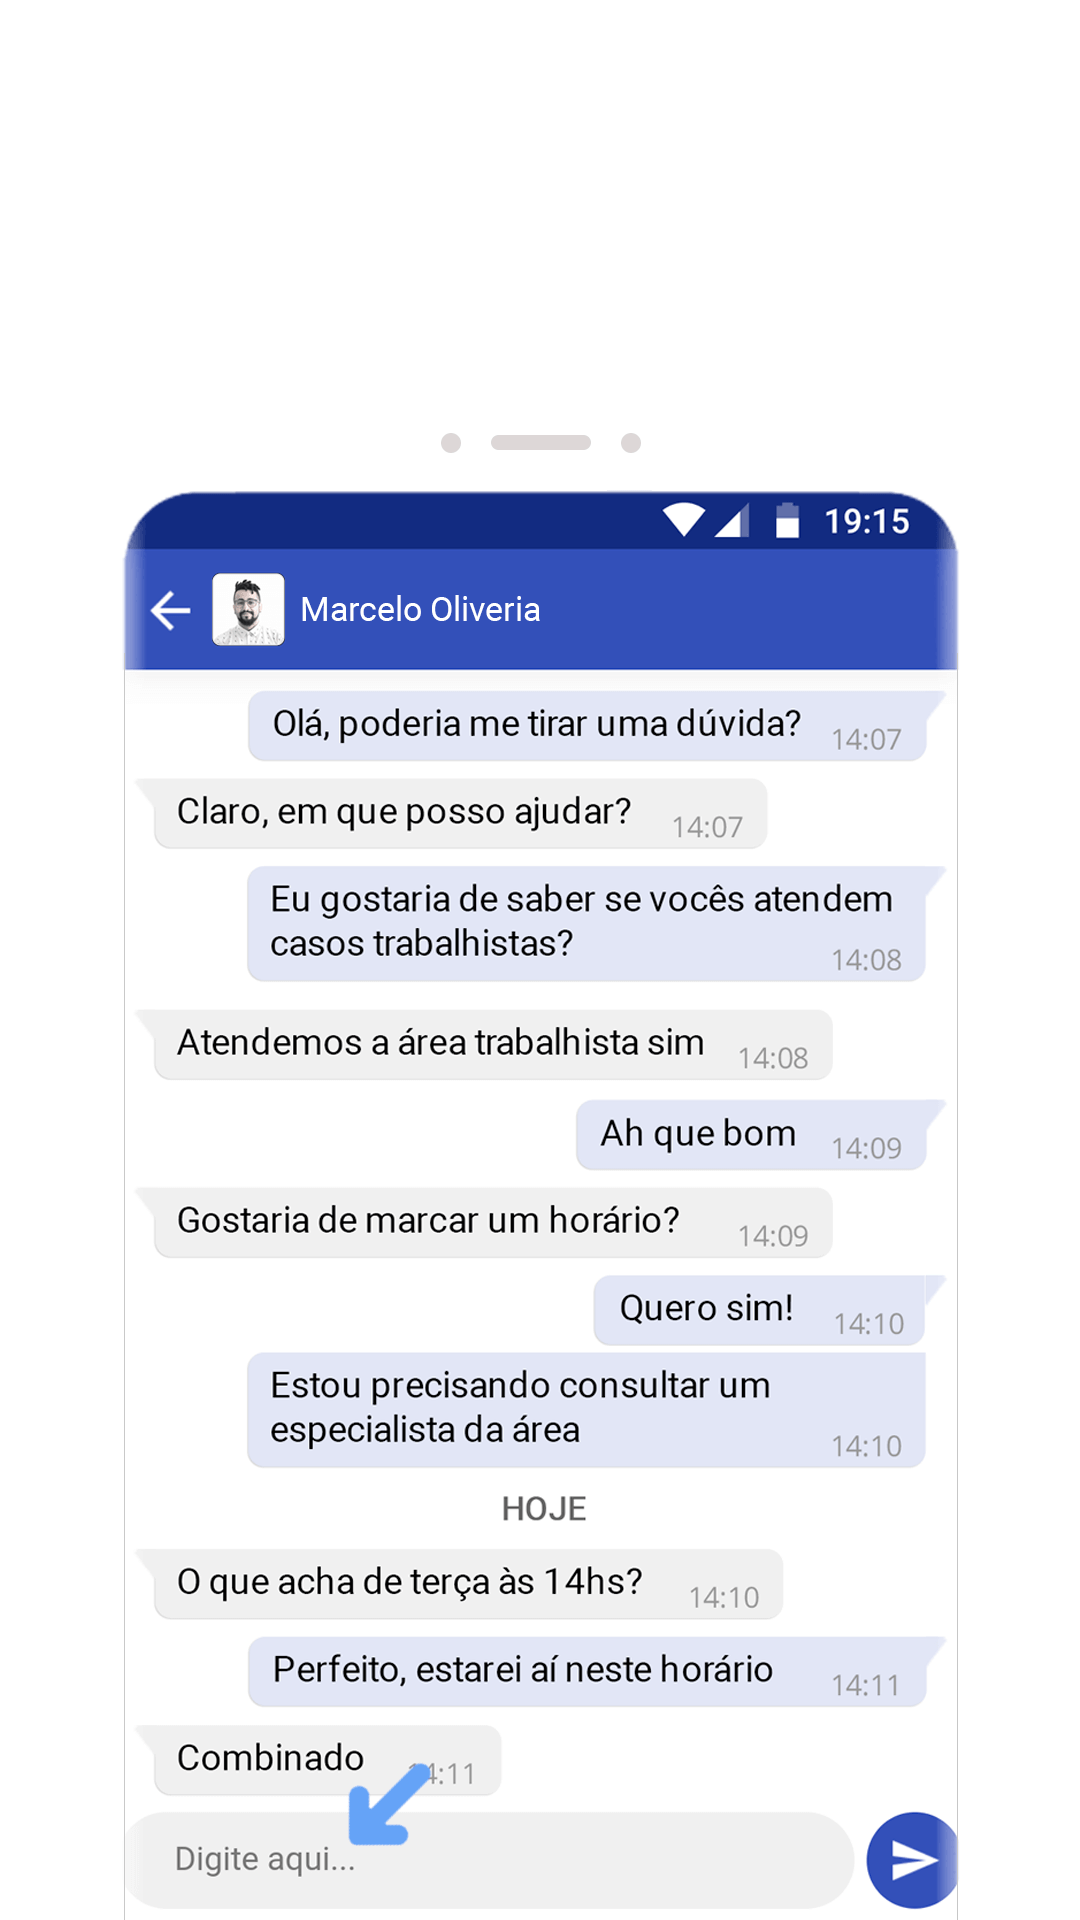 19:15
Marcelo Oliveria
Olá, poderia me tirar uma dúvida?
14:07
Claro, em que posso ajudar?
14:07
Eu gostaria de saber se vocês atendem
casos trabalhistas?
14:08
Atendemos a área trabalhista sim
14:08
Ah que bom
14:09
Gostaria de marcar um horário?
14:09
Quero sim!
14:10
Estou precisando consultar um
especialista da área
14:10
HOJE
O que acha de terça às 14hs?
14:10
Perfeito, estarei aí neste horário
14:11
Combinado
14:11
Digite aqui...